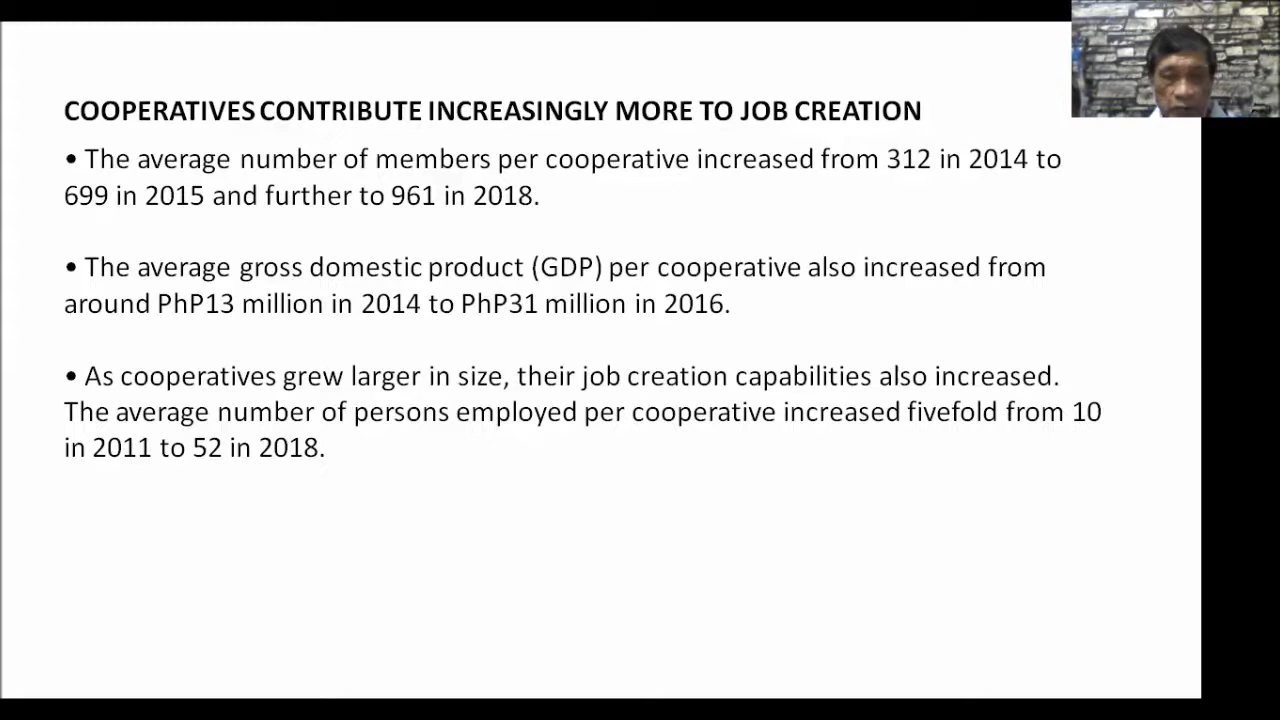 COOPERATIVES CONTRIBUTE INCREASINGLY MORE TO JOB CREATION
• The average number of members per cooperative increased from 312 in 2014 to
699 in 2015 and further to 961 in 2018.
• The average gross domestic product (GDP) per cooperative also increased from
around PhP13 million in 2014 to PhP31 million in 2016.
• As cooperatives grew larger in size, their job creation capabilities also increased.
The average number of persons employed per cooperative increased fivefold from 10
in 2011 to 52 in 2018.